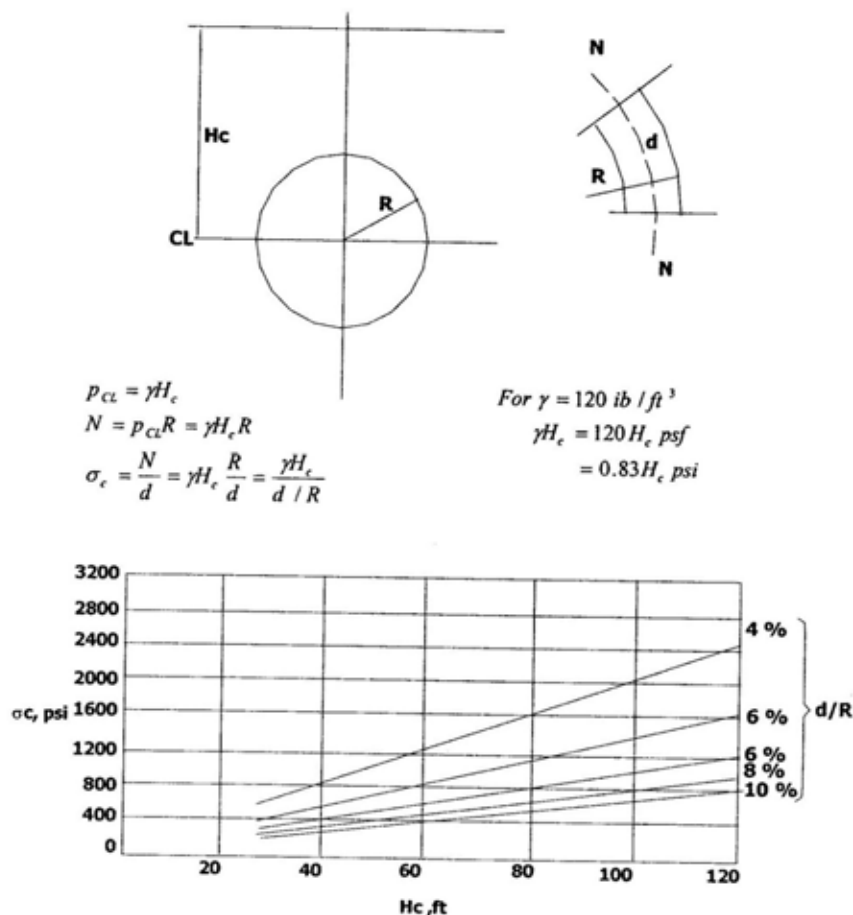 N
Hc
d
R
R
CL
N
p_CL = γH_c
N = p_CL R = γH_c R
σ_c = N/d = γH_c R/d = γH_c / d / R
For γ = 120 ib / ft³
γH_c = 120 H_c psf
= 0.83 H_c psi
3200
2800
2400
2000
1600
1200
800
400
0
σc, psi
4 %
6 %
6 %
8 %
10 %
d/R
20 40 60 80 100 120
Hc ,ft